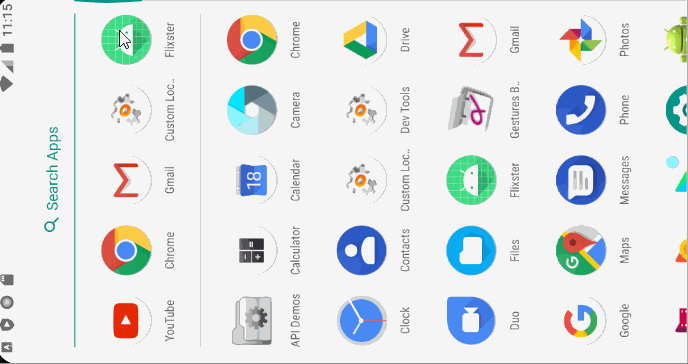 11:15
Search Apps
YouTube Chrome Gmail Custom Loc.. Flixster
18
API Demos Calculator Calendar Camera Chrome
Clock Contacts Custom Loc.. Dev Tools Drive
Duo Files Flixster Gestures B.. Gmail
Google Maps Messages Phone Photos